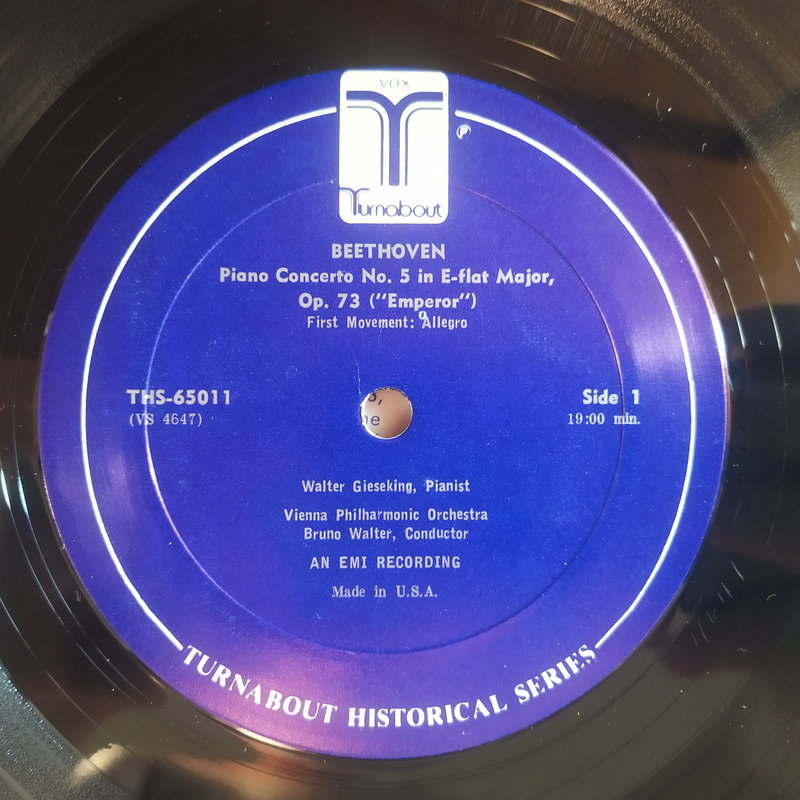 VOX
Turnabout
Ⓟ
BEETHOVEN
Piano Concerto No. 5 in E-flat Major,
Op. 73 ("Emperor")
First Movement: Allegro
THS-65011
(VS 4647)
Side 1
19:00 min.
Walter Gieseking, Pianist
Vienna Philharmonic Orchestra
Bruno Walter, Conductor
AN EMI RECORDING
Made in U.S.A.
TURNABOUT HISTORICAL SERIES